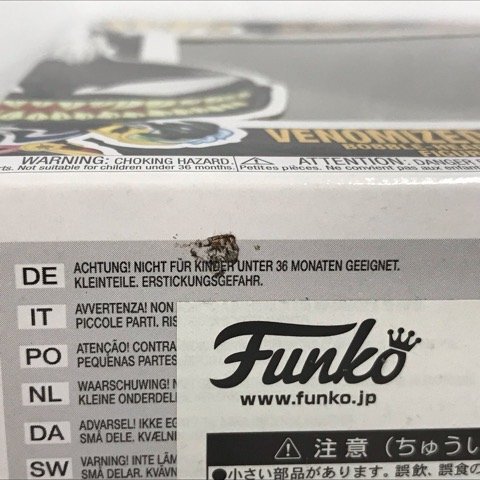 VENOMIZED
WARNING: CHOKING HAZARD.
Not suitable for children under 36 months.
ATTENTION: DANGER
Petites pièces. Ne convient pas aux enfants
DE ACHTUNG! NICHT FÜR KINDER UNTER 36 MONATEN GEEIGNET.
KLEINTEILE. ERSTICKUNGSGEFAHR.
IT AVVERTENZA! NON
PICCOLE PARTI. RIS
PO ATENÇÃO! CONTRA
PEQUENAS PARTES
NL WAARSCHUWING! N
KLEINE ONDERDEL
DA ADVARSEL! IKKE EG
SMÅ DELE. KVÆLN
SW VARNING! INTE LÄM
SMÅ DELAR. KVÄVN
Funko
www.funko.jp
注意(ちゅうい
●小さい部品があります。誤飲、誤食の